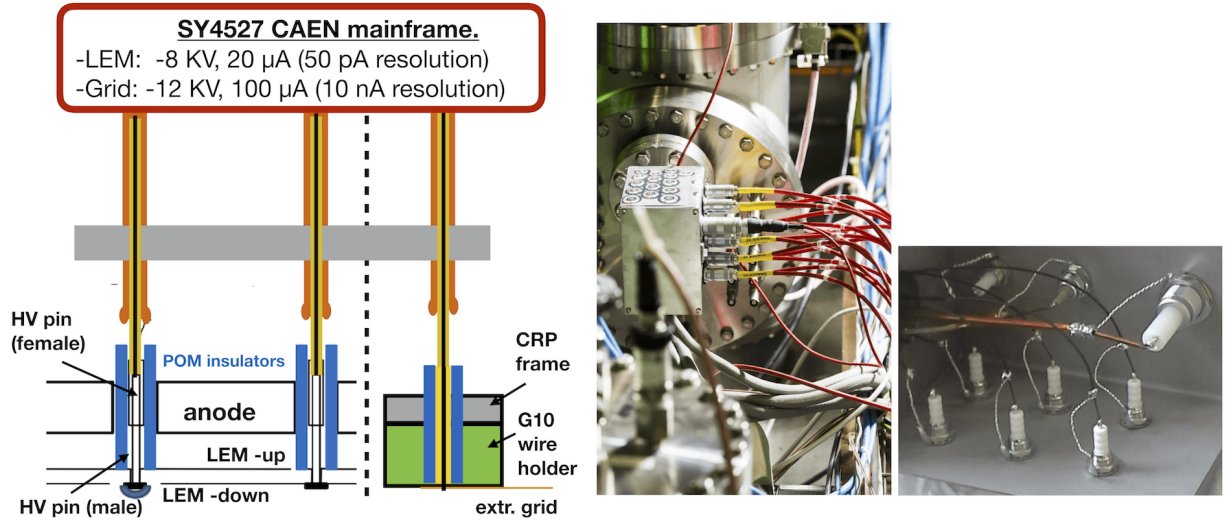 SY4527 CAEN mainframe.
-LEM: -8 KV, 20 μA (50 pA resolution)
-Grid: -12 KV, 100 μA (10 nA resolution)
HV pin
(female)
POM insulators
anode
LEM -up
LEM -down
HV pin (male)
CRP
frame
G10
wire
holder
extr. grid